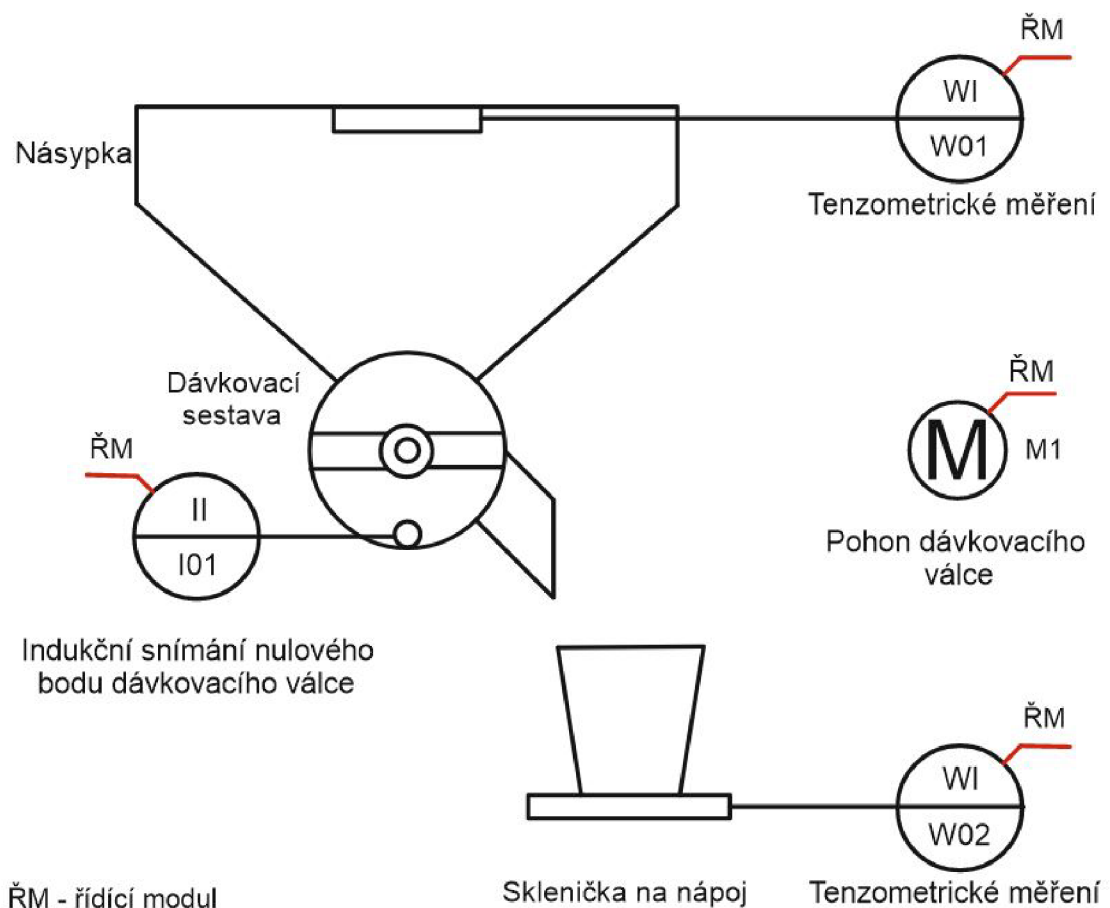 ŘM
WI
W01
Násypka
Tenzometrické měření
Dávkovací
sestava
ŘM
M
M1
ŘM
II
I01
Pohon dávkovacího
válce
Indukční snímání nulového
bodu dávkovacího válce
ŘM
WI
W02
ŘM - řídící modul
Sklenička na nápoj
Tenzometrické měření